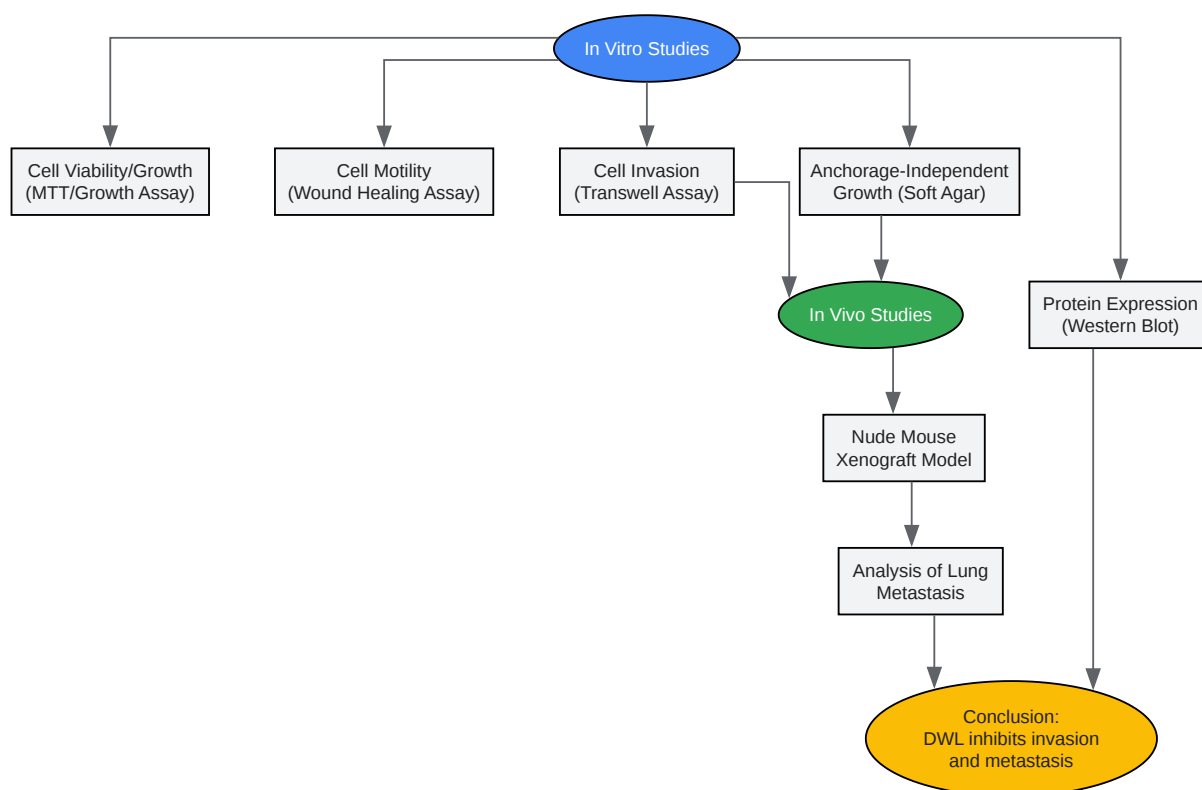 In Vitro Studies
Cell Viability/Growth
(MTT/Growth Assay)
Cell Motility
(Wound Healing Assay)
Cell Invasion
(Transwell Assay)
Anchorage-Independent
Growth (Soft Agar)
In Vivo Studies
Protein Expression
(Western Blot)
Nude Mouse
Xenograft Model
Analysis of Lung
Metastasis
Conclusion:
DWL inhibits invasion
and metastasis